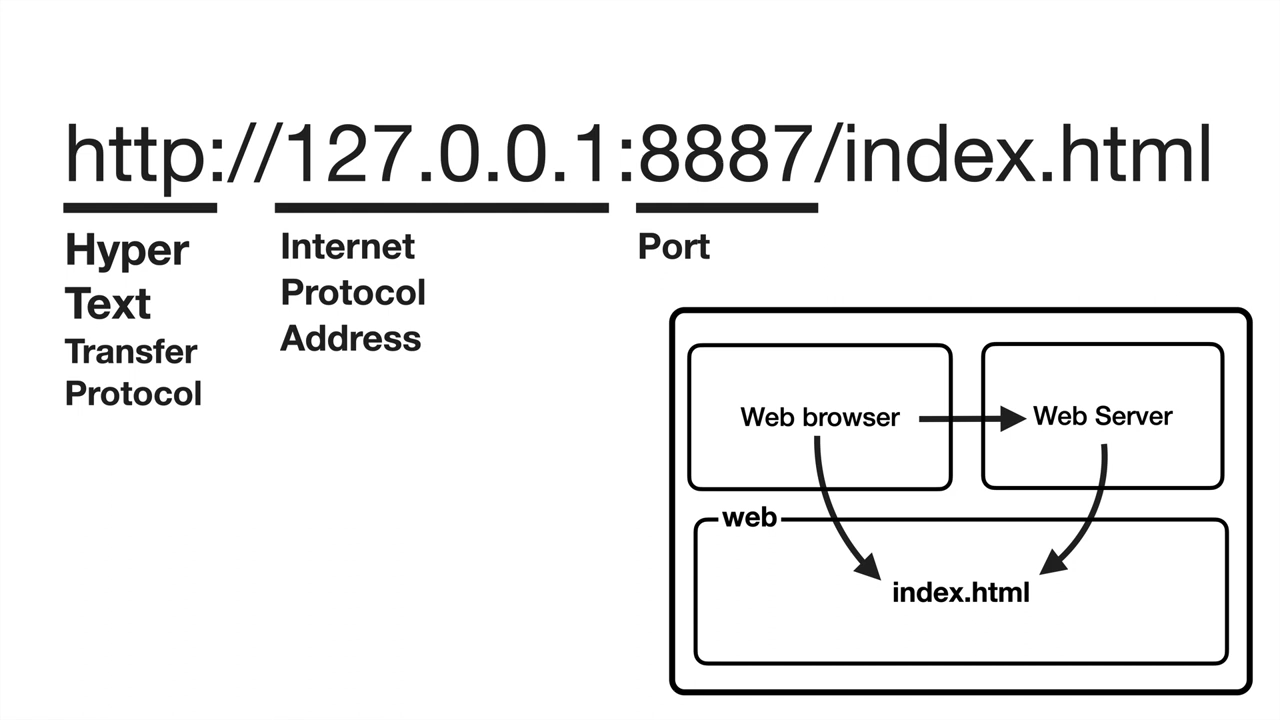 http://127.0.0.1:8887/index.html
Hyper
Text
Transfer
Protocol
Internet
Protocol
Address
Port
Web browser
Web Server
web
index.html